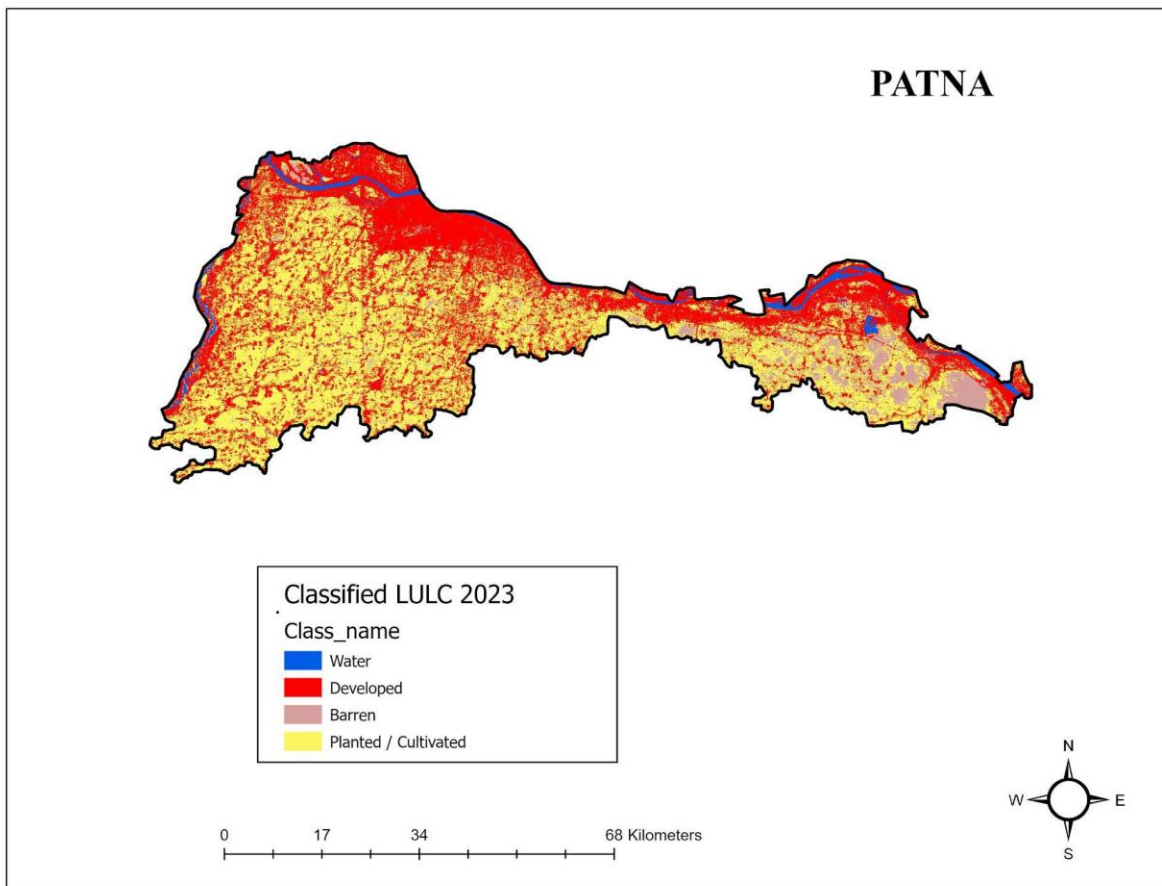 PATNA
Classified LULC 2023
Class_name
Water
Developed
Barren
Planted / Cultivated
0 17 34 68 Kilometers
N
W E
S